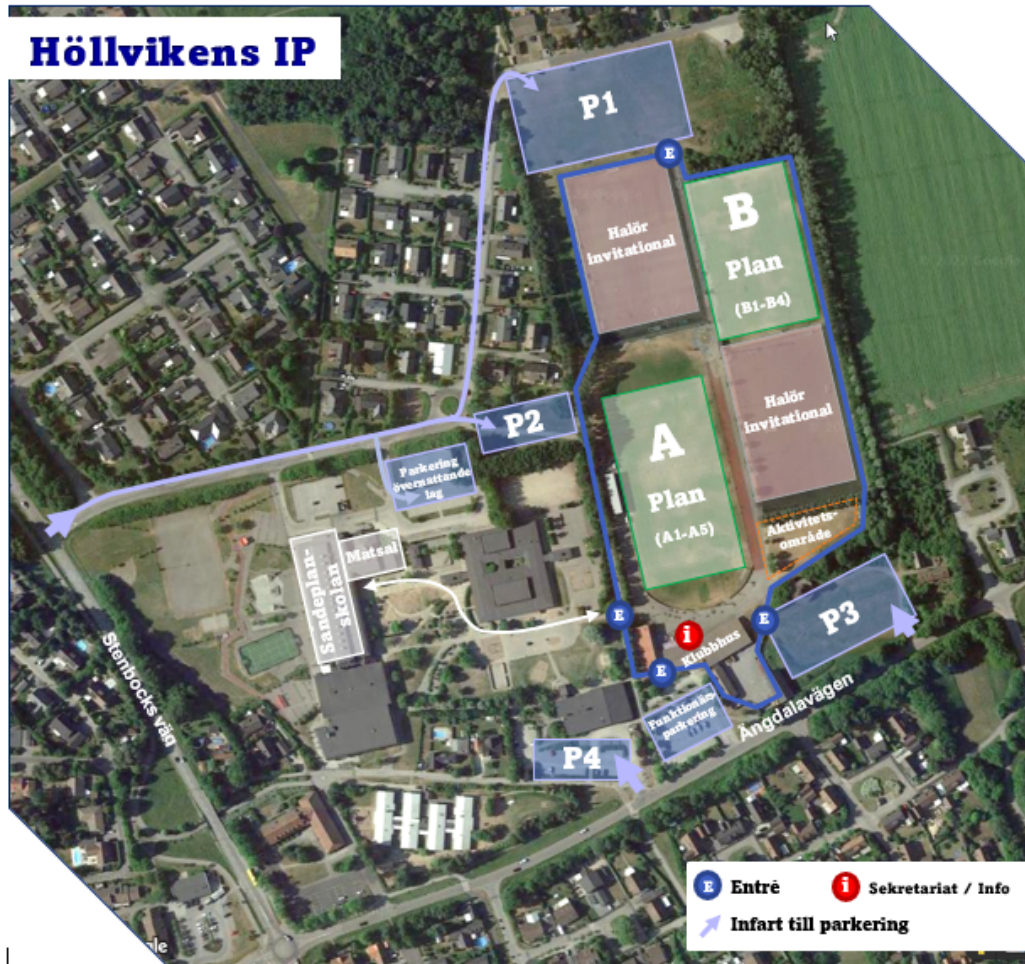 Höllvikens IP
P1
E
B
Plan
(B1-B4)
Halör
invitational
Halör
invitational
A
Plan
(A1-A5)
P2
Parkering
övernattande
lag
Aktivitets-
område
Matsal
Sandeplan-
skolan
E
E
E
i
Klubbhus
P3
Funktionär-
parkering
Ängdalavägen
P4
Stenbocks väg
E Entré
i Sekretariat / Info
Infart till parkering